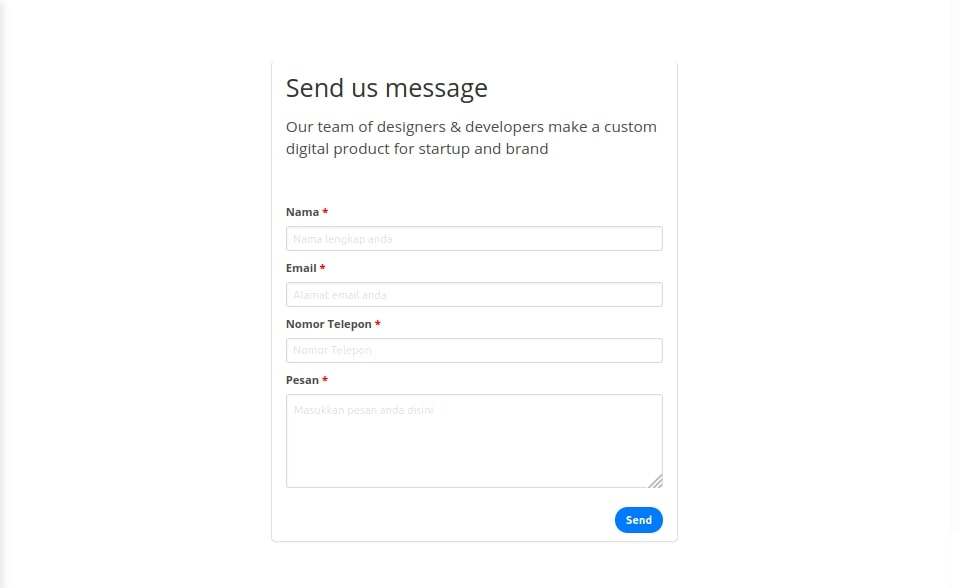 Send us message
Our team of designers & developers make a custom
digital product for startup and brand
Nama *
Nama lengkap anda
Email *
Alamat email anda
Nomor Telepon *
Nomor Telepon
Pesan *
Masukkan pesan anda disini
Send